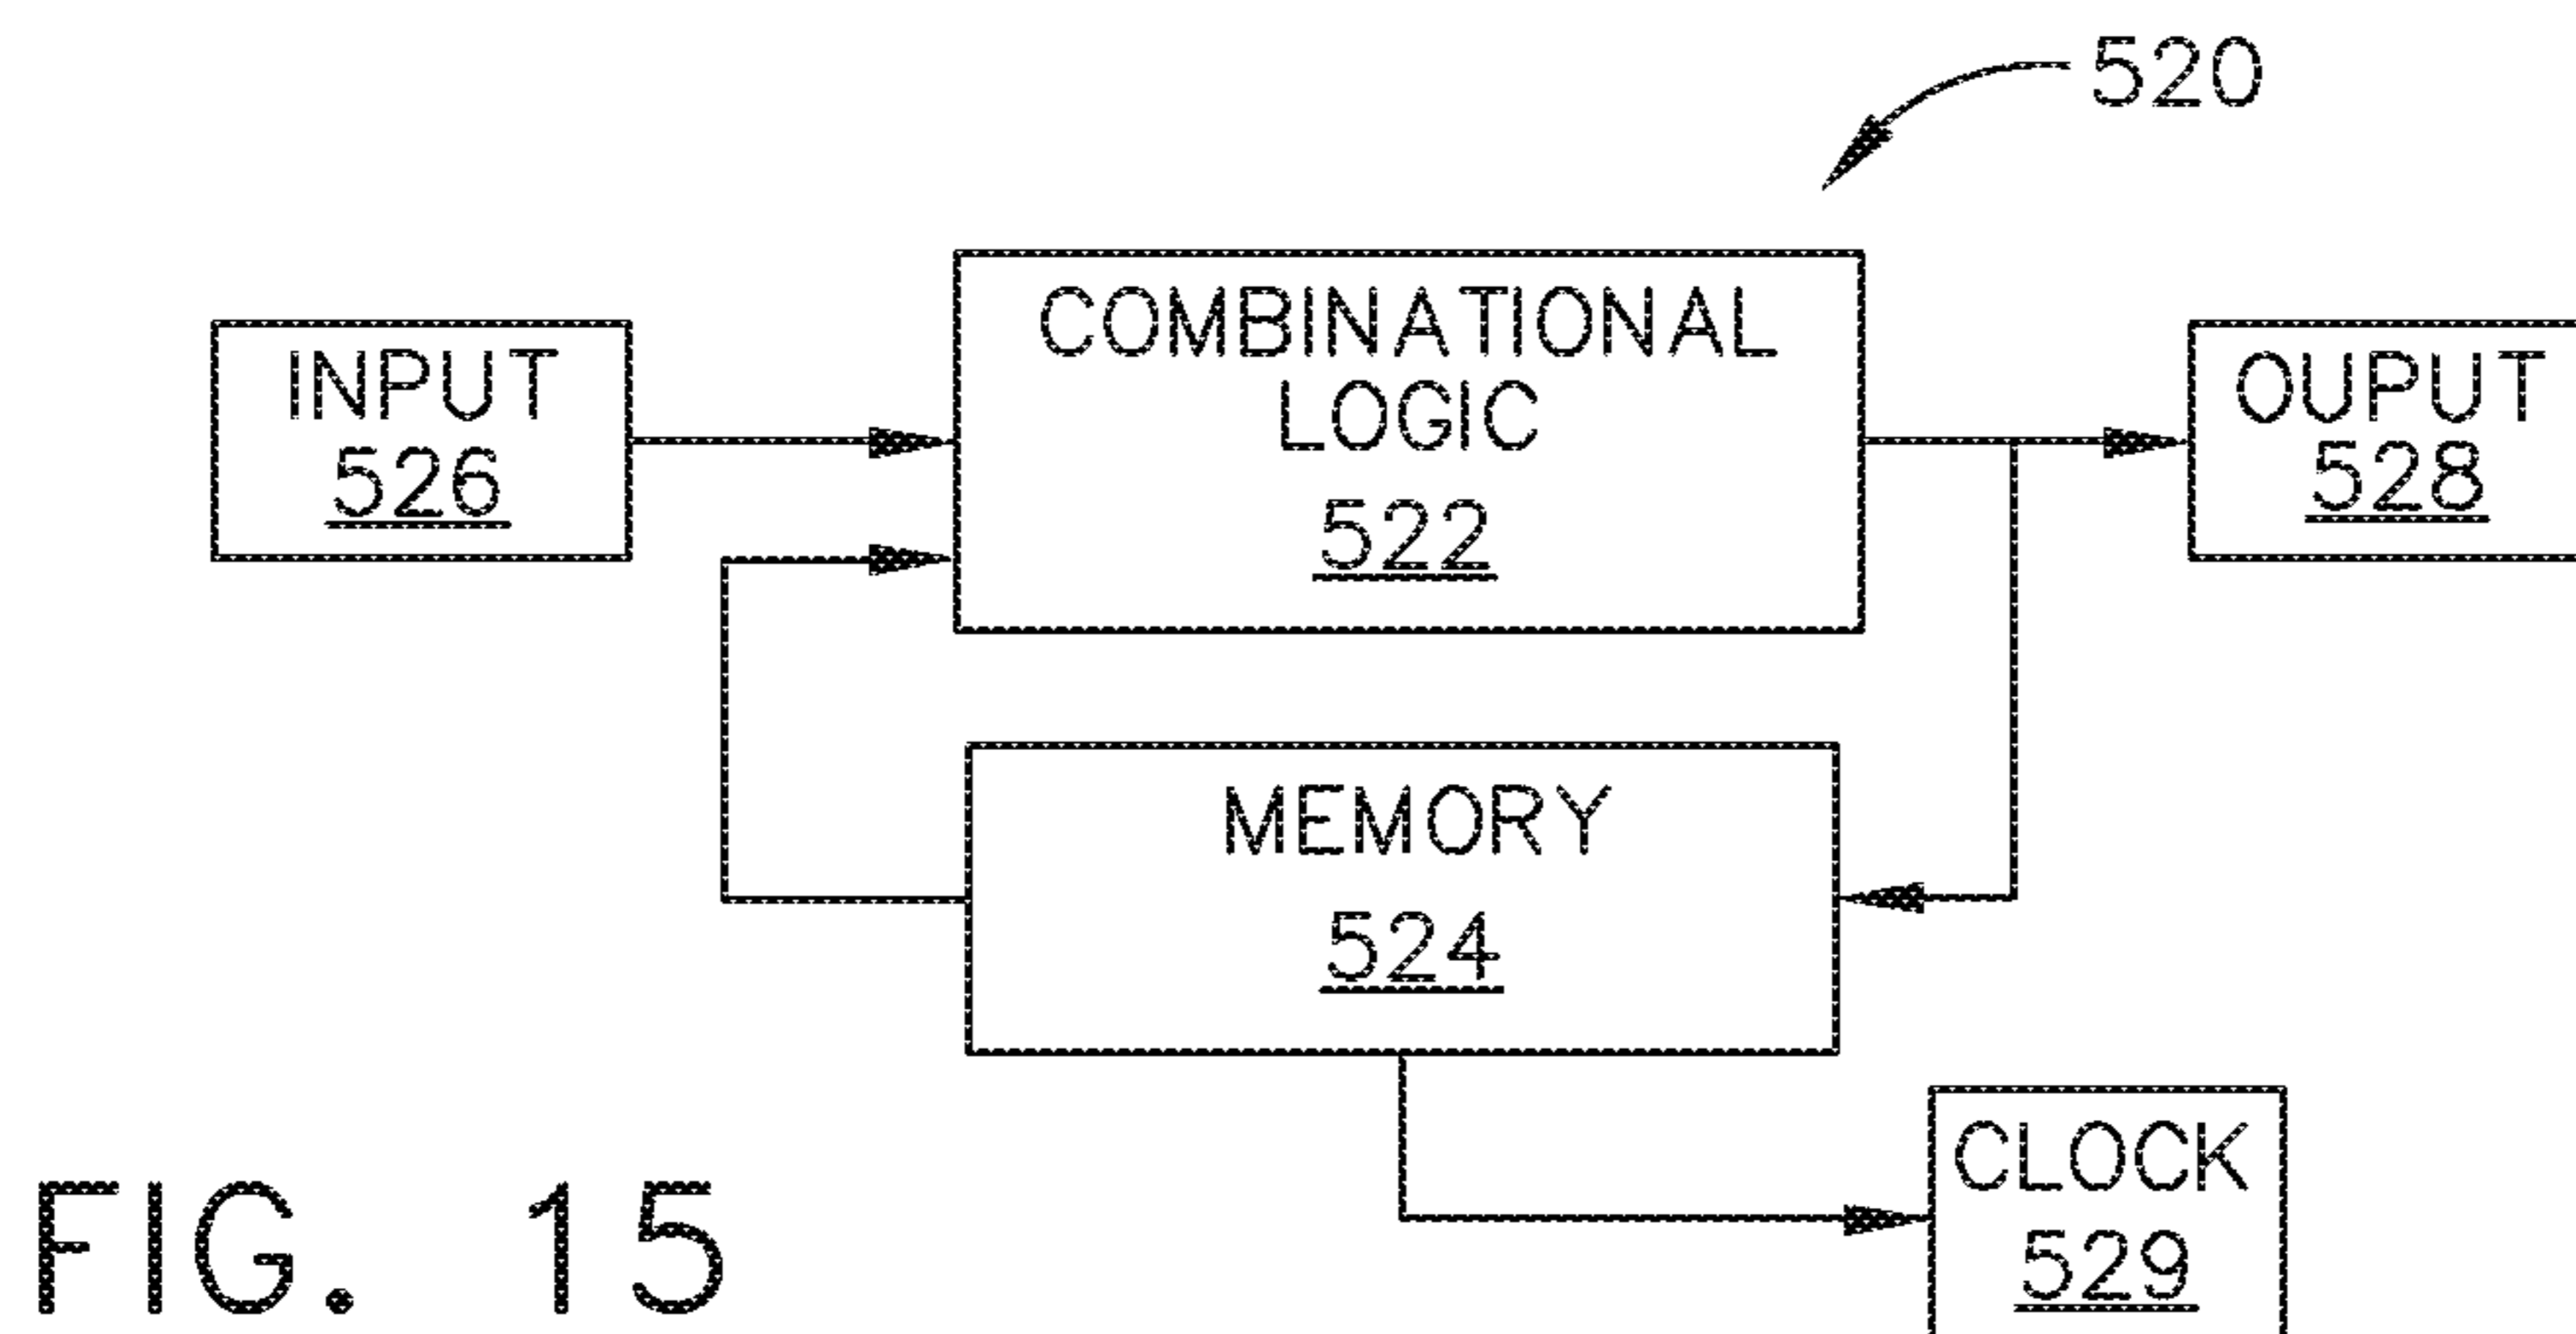 520
COMBINATIONAL
LOGIC
522
INPUT
526
OUPUT
528
MEMORY
524
CLOCK
529
FIG. 15